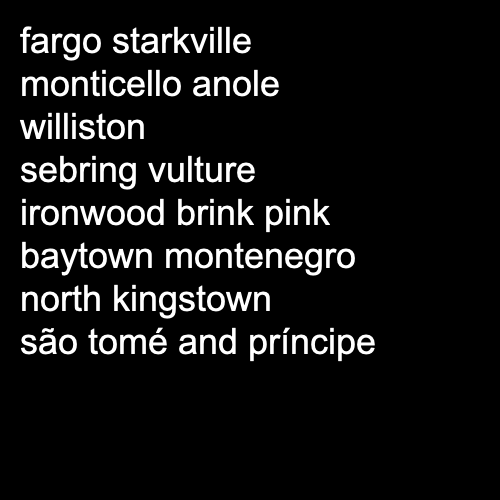 fargo starkville
monticello anole
williston
sebring vulture
ironwood brink pink
baytown montenegro
north kingstown
são tomé and príncipe